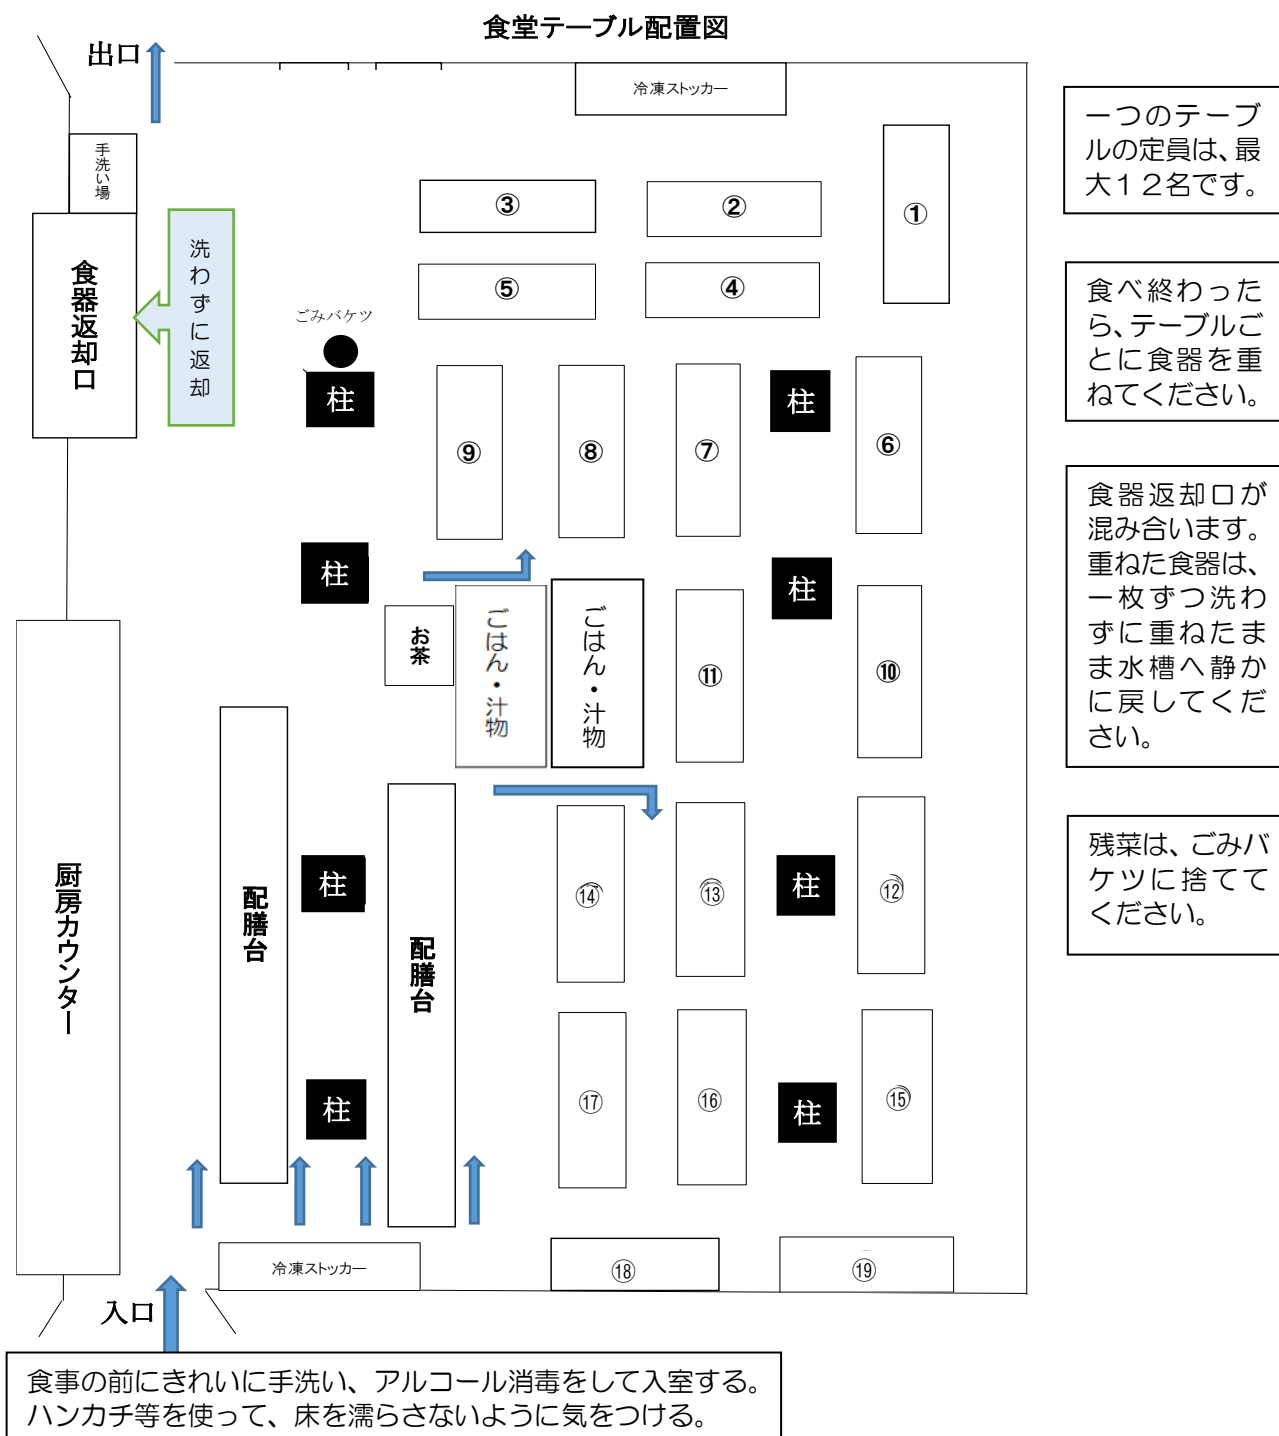 食堂テーブル配置図
出口
冷凍ストッカー
手洗い場
食器返却口
洗わずに返却
ごみバケツ
③
②
①
⑤
④
柱
柱
⑨
⑧
⑦
⑥
柱
柱
お茶
ごはん・汁物
ごはん・汁物
⑪
⑩
厨房カウンター
配膳台
配膳台
柱
柱
⑭
⑬
⑫
柱
柱
⑰
⑯
⑮
冷凍ストッカー
⑱
⑲
入口
一つのテーブ
ルの定員は、最
大１２名です。
食べ終わった
ら、テーブルご
とに食器を重
ねてください。
食器返却口が
混み合います。
重ねた食器は、
一枚ずつ洗わ
ずに重ねたま
ま水槽へ静か
に戻してくだ
さい。
残菜は、ごみバ
ケツに捨てて
ください。
食事の前にきれいに手洗い、アルコール消毒をして入室する。
ハンカチ等を使って、床を濡らさないように気をつける。